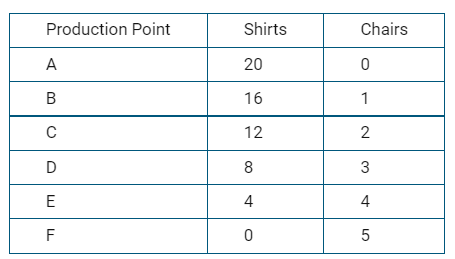 Production Point Shirts Chairs
A 20 0
B 16 1
C 12 2
D 8 3
E 4 4
F 0 5